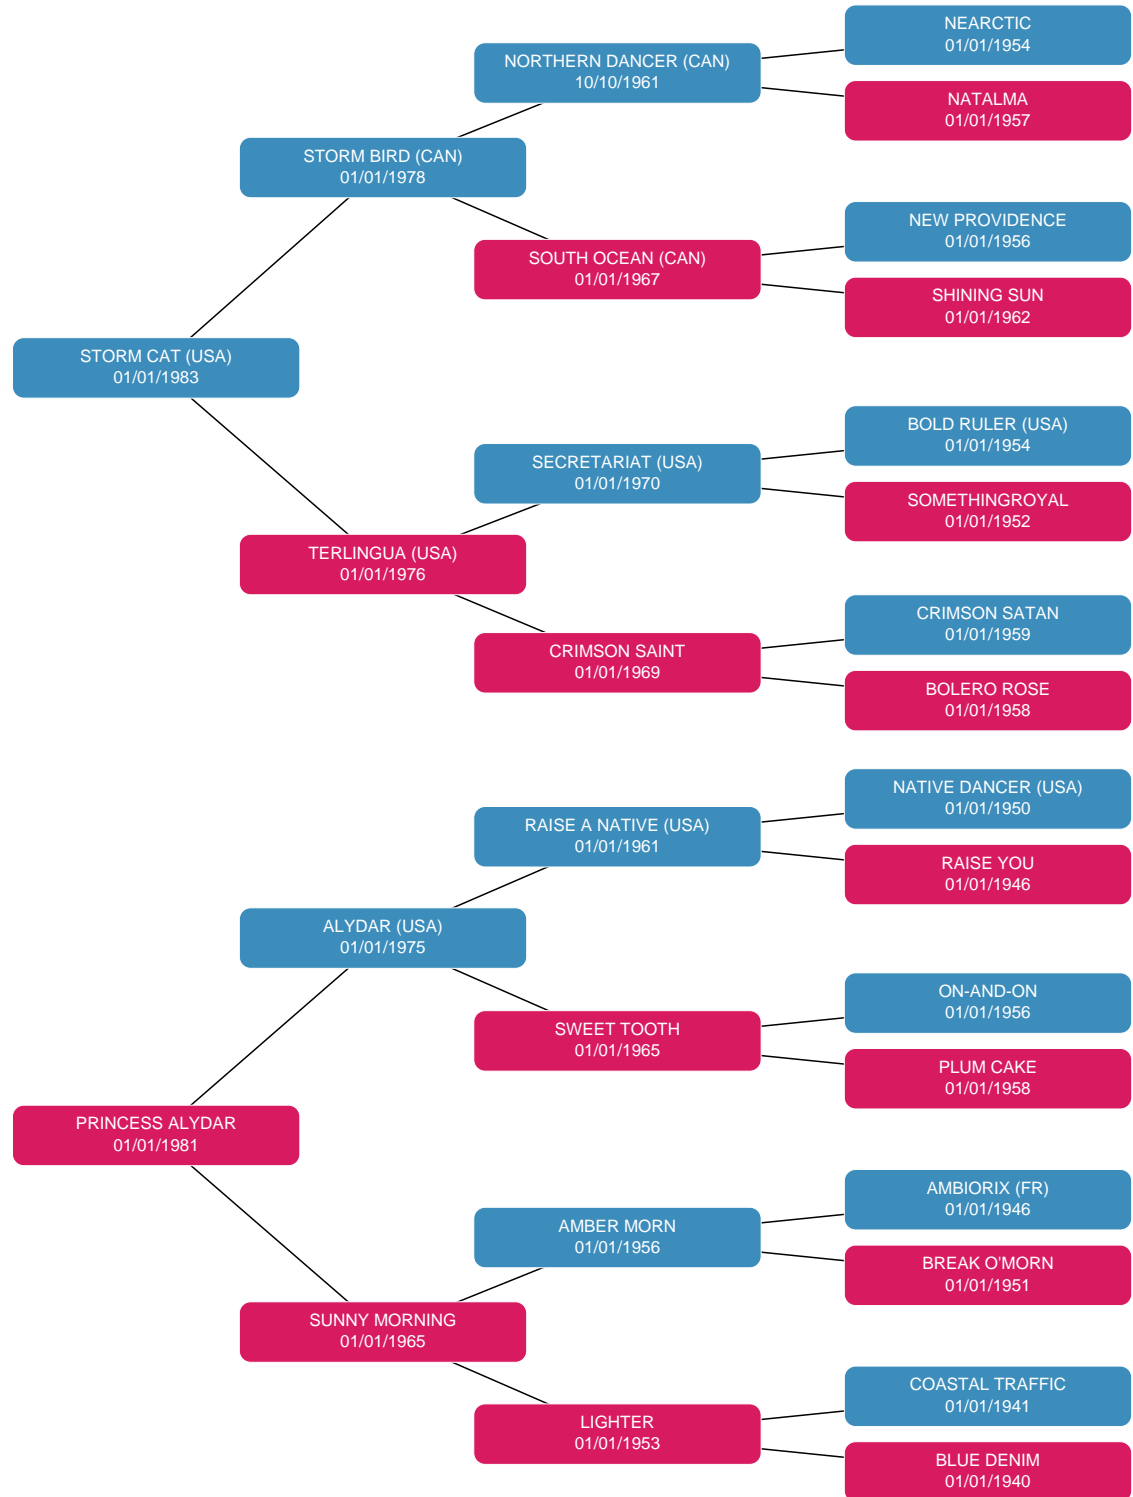 NEARCTIC
01/01/1954
NORTHERN DANCER (CAN)
10/10/1961
NATALMA
01/01/1957
STORM BIRD (CAN)
01/01/1978
NEW PROVIDENCE
01/01/1956
SOUTH OCEAN (CAN)
01/01/1967
SHINING SUN
01/01/1962
STORM CAT (USA)
01/01/1983
BOLD RULER (USA)
01/01/1954
SECRETARIAT (USA)
01/01/1970
SOMETHINGROYAL
01/01/1952
TERLINGUA (USA)
01/01/1976
CRIMSON SATAN
01/01/1959
CRIMSON SAINT
01/01/1969
BOLERO ROSE
01/01/1958
NATIVE DANCER (USA)
01/01/1950
RAISE A NATIVE (USA)
01/01/1961
RAISE YOU
01/01/1946
ALYDAR (USA)
01/01/1975
ON-AND-ON
01/01/1956
SWEET TOOTH
01/01/1965
PLUM CAKE
01/01/1958
PRINCESS ALYDAR
01/01/1981
AMBIORIX (FR)
01/01/1946
AMBER MORN
01/01/1956
BREAK O'MORN
01/01/1951
SUNNY MORNING
01/01/1965
COASTAL TRAFFIC
01/01/1941
LIGHTER
01/01/1953
BLUE DENIM
01/01/1940